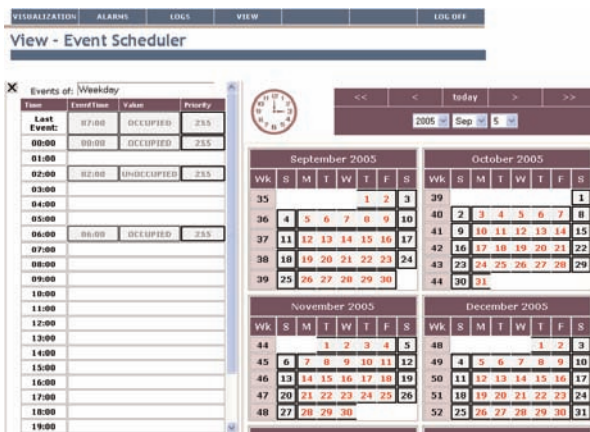 VISUALIZATION ALARMS LOGS VIEW LOG OFF
View - Event Scheduler
X Events of: Weekday
Time EventTime Value Priority
Last Event: 07:00 OCCUPIED 255
00:00 00:00 OCCUPIED 255
01:00
02:00 02:00 UNOCCUPIED 255
03:00
04:00
05:00
06:00 06:00 OCCUPIED 255
07:00
08:00
09:00
10:00
11:00
12:00
13:00
14:00
15:00
16:00
17:00
18:00
19:00
<< < today > >>
2005 Sep 5
September 2005
Wk S M T W T F S
35 1 2 3
36 4 5 6 7 8 9 10
37 11 12 13 14 15 16 17
38 18 19 20 21 22 23 24
39 25 26 27 28 29 30
October 2005
Wk S M T W T F S
39 1
40 2 3 4 5 6 7 8
41 9 10 11 12 13 14 15
42 16 17 18 19 20 21 22
43 23 24 25 26 27 28 29
44 30 31
November 2005
Wk S M T W T F S
44 1 2 3 4 5
45 6 7 8 9 10 11 12
46 13 14 15 16 17 18 19
47 20 21 22 23 24 25 26
48 27 28 29 30
December 2005
Wk S M T W T F S
48 1 2 3
49 4 5 6 7 8 9 10
50 11 12 13 14 15 16 17
51 18 19 20 21 22 23 24
52 25 26 27 28 29 30 31